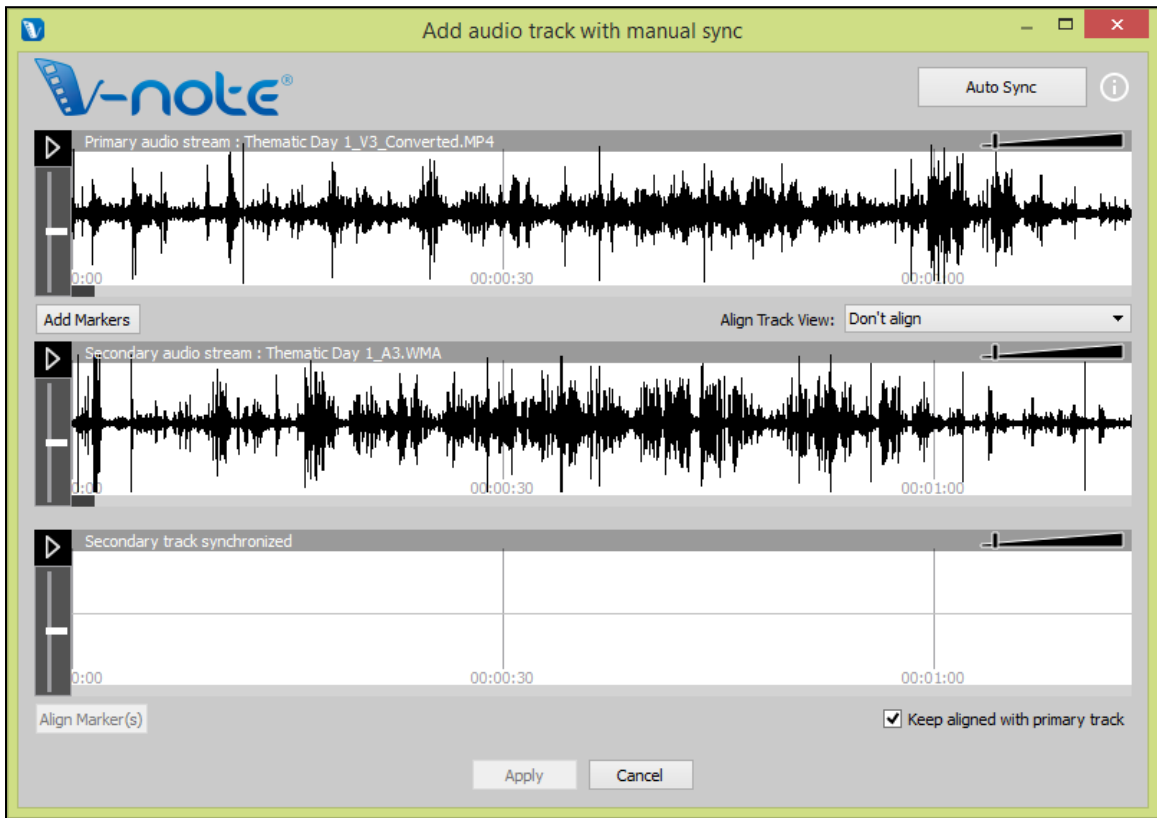 Add audio track with manual sync
V-note®
Auto Sync
Primary audio stream : Thematic Day 1_V3_Converted.MP4
0:00 00:00:30 00:01:00
Add Markers
Align Track View: Don't align
Secondary audio stream : Thematic Day 1_A3.WMA
0:00 00:00:30 00:01:00
Secondary track synchronized
0:00 00:00:30 00:01:00
Align Marker(s)
Keep aligned with primary track
Apply Cancel